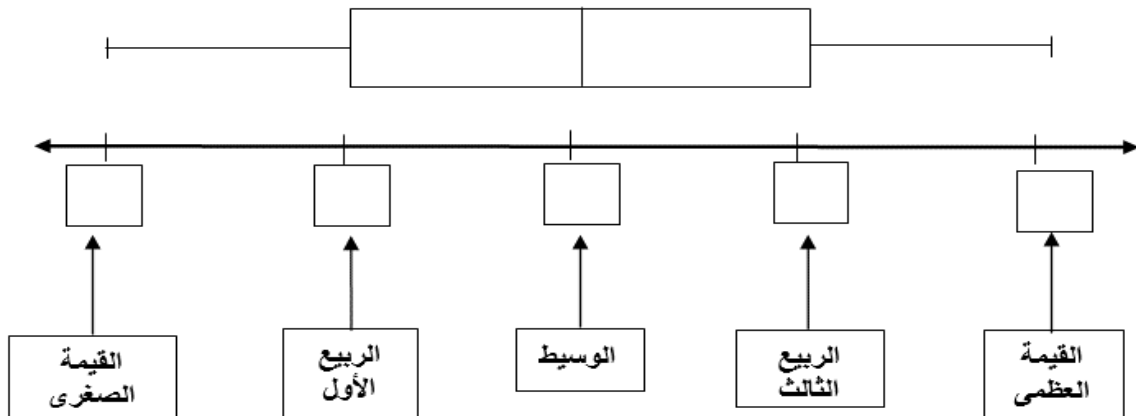 القيمة
العظمى
الربيع
الثالث
الوسيط
الربيع
الأول
القيمة
الصغرى